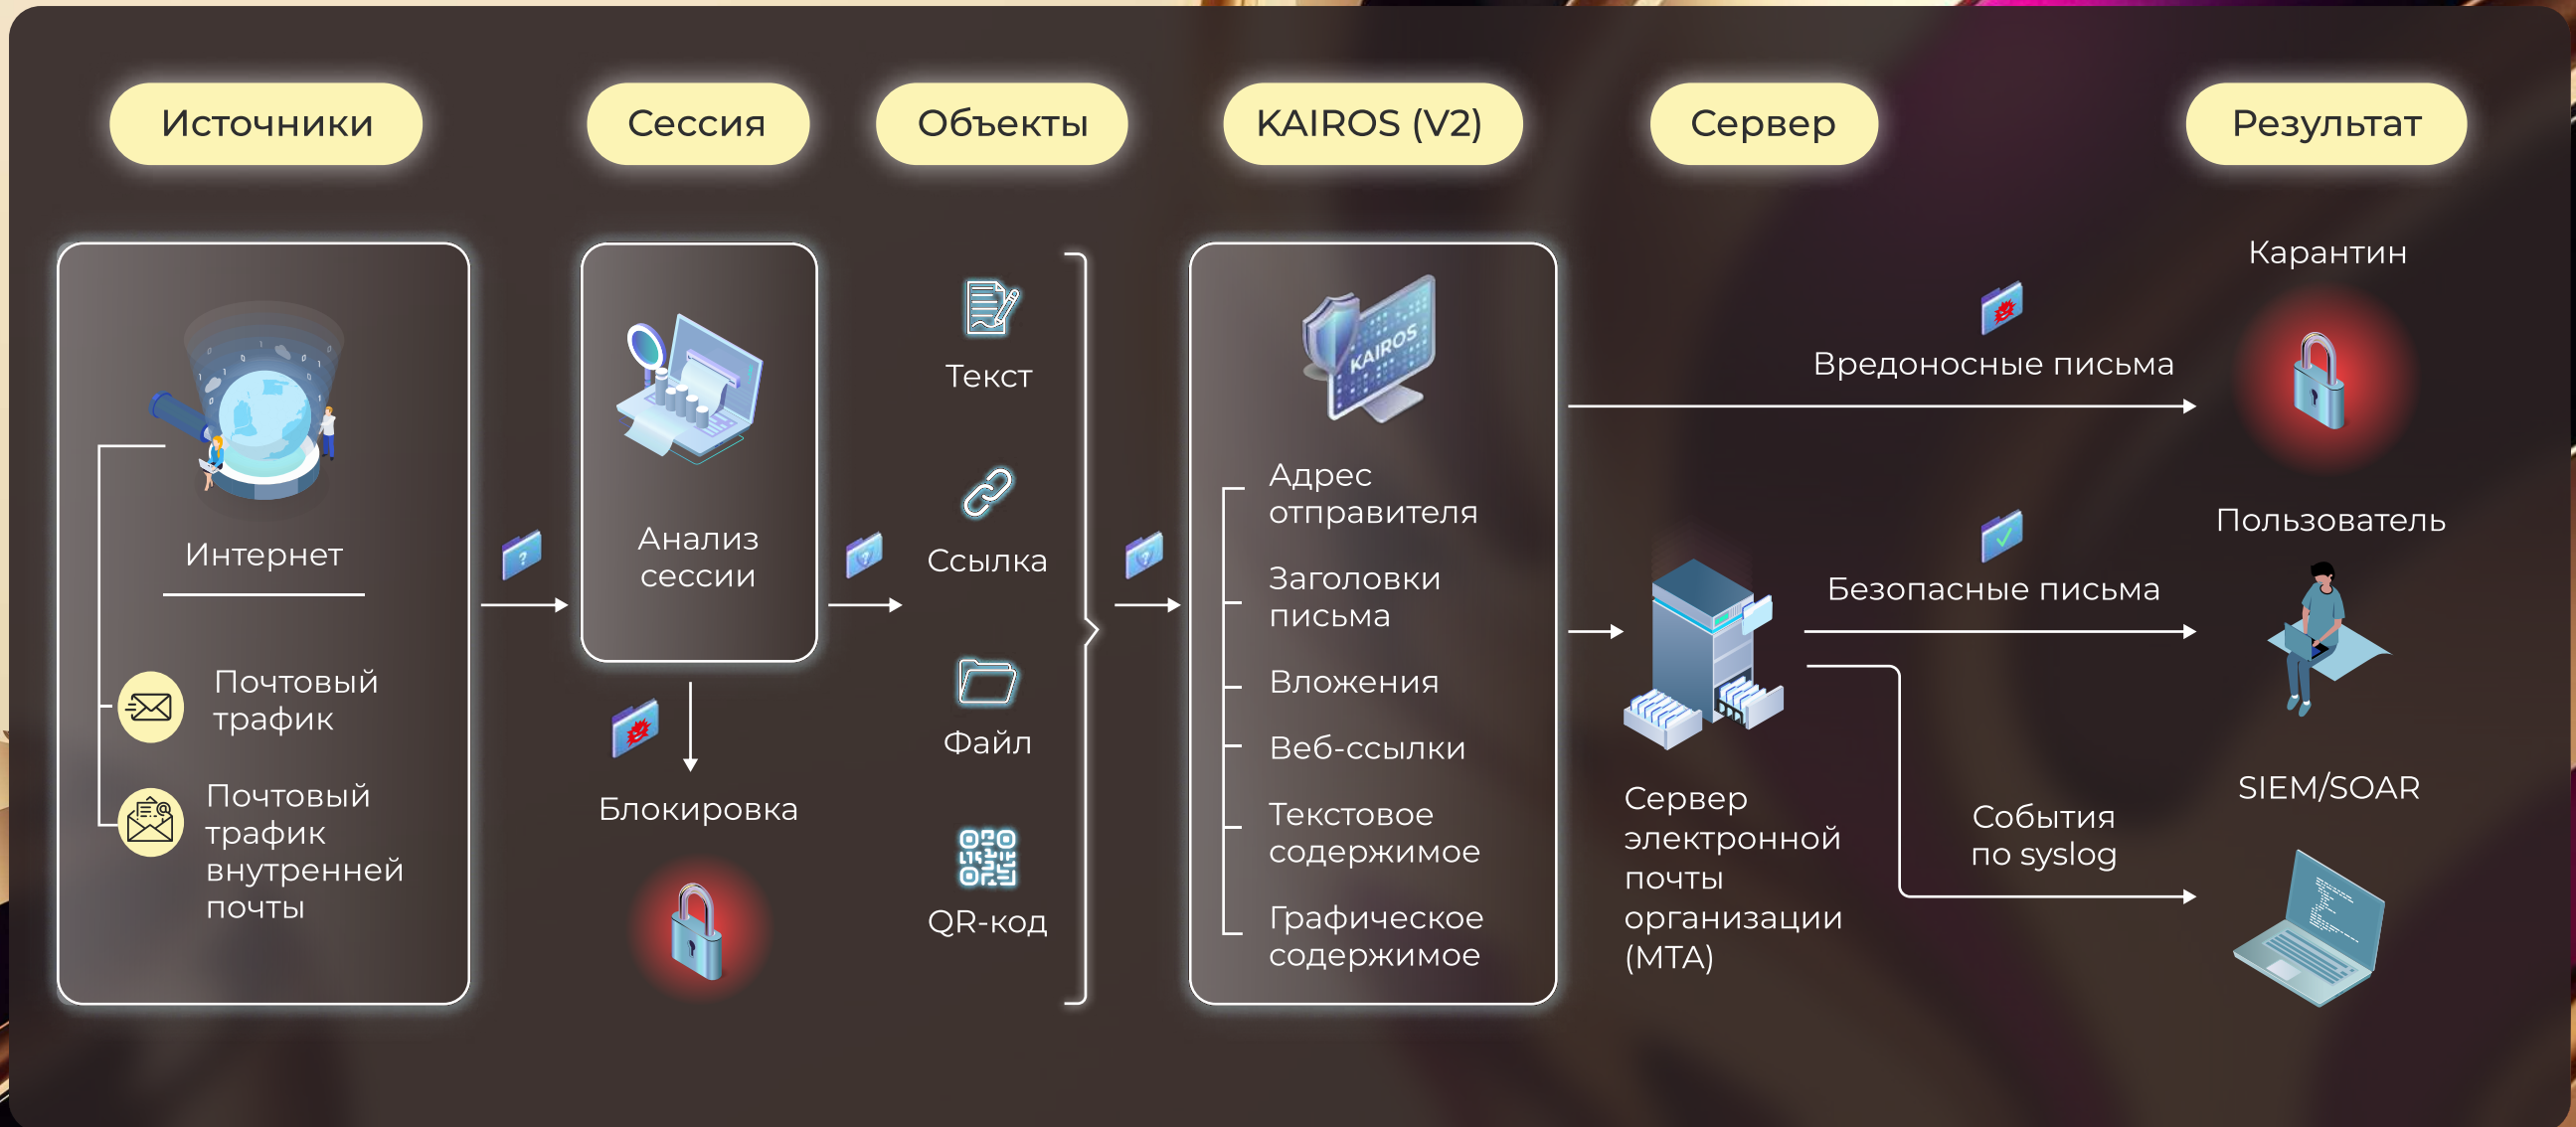 Источники
Сессия
Объекты
KAIROS (V2)
Сервер
Результат
Интернет
Почтовый
трафик
Почтовый
трафик
внутренней
почты
Анализ
сессии
Блокировка
Текст
Ссылка
Файл
QR-код
KAIROS
Адрес
отправителя
Заголовки
письма
Вложения
Веб-ссылки
Текстовое
содержимое
Графическое
содержимое
Вредоносные письма
Сервер
электронной
почты
организации
(MTA)
Безопасные письма
События
по syslog
Карантин
Пользователь
SIEM/SOAR